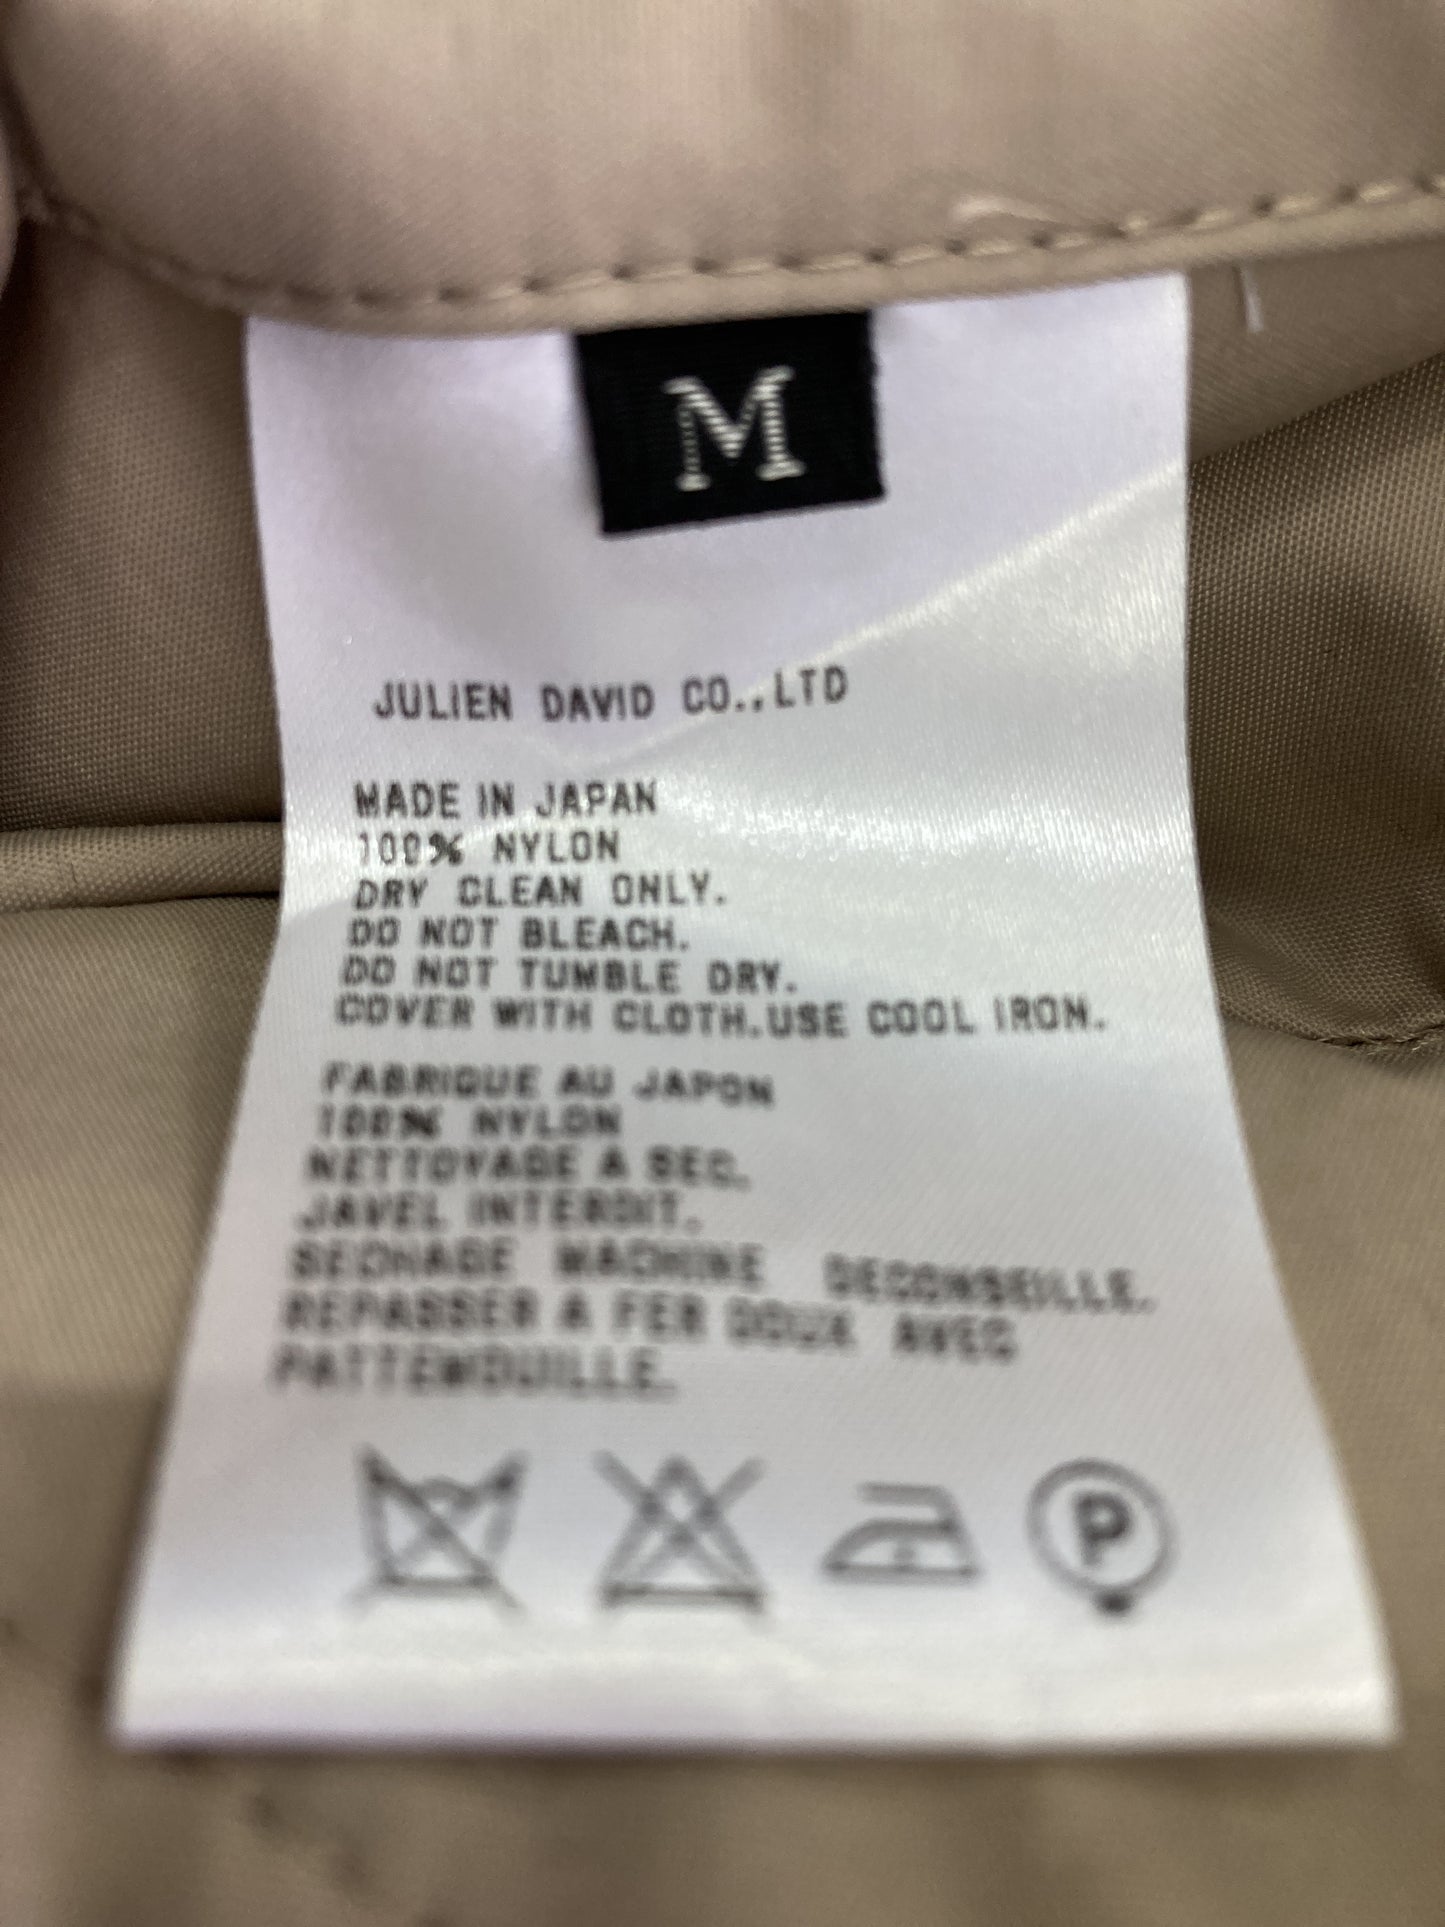 M
JULIEN DAVID CO.,LTD
MADE IN JAPAN
100% NYLON
DRY CLEAN ONLY.
DO NOT BLEACH.
DO NOT TUMBLE DRY.
COVER WITH CLOTH.USE COOL IRON.
FABRIQUE AU JAPON
100% NYLON
NETTOYAGE A SEC.
JAVEL INTERDIT.
SECHAGE MACHINE DECONSEILLE.
REPASSER A FER DOUX AVEC
PATTEMOUILLE.
P